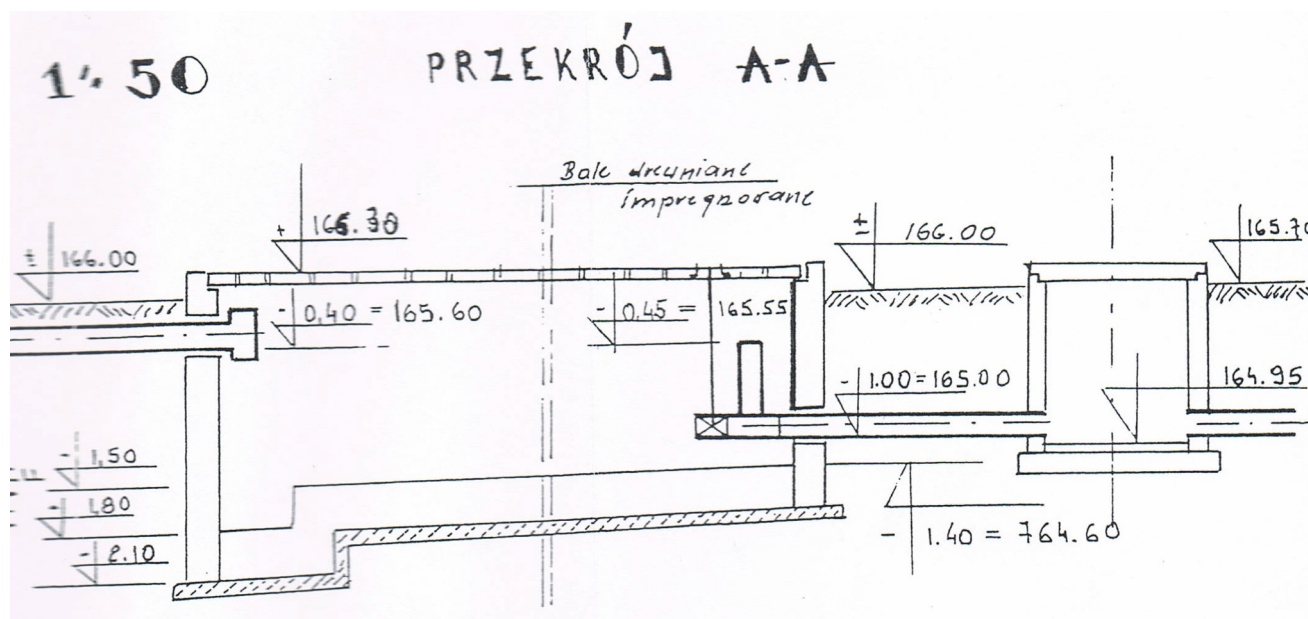 1:50
PRZEKRÓJ A-A
Bale drewniane
impregnowane
+ 166.30
± 166.00
± 166.00
165.70
- 0,40 = 165.60
- 0,45 = 165.55
- 1.00=165.00
164.95
- 1,50
- 1.80
- 2.10
- 1.40 = 764.60